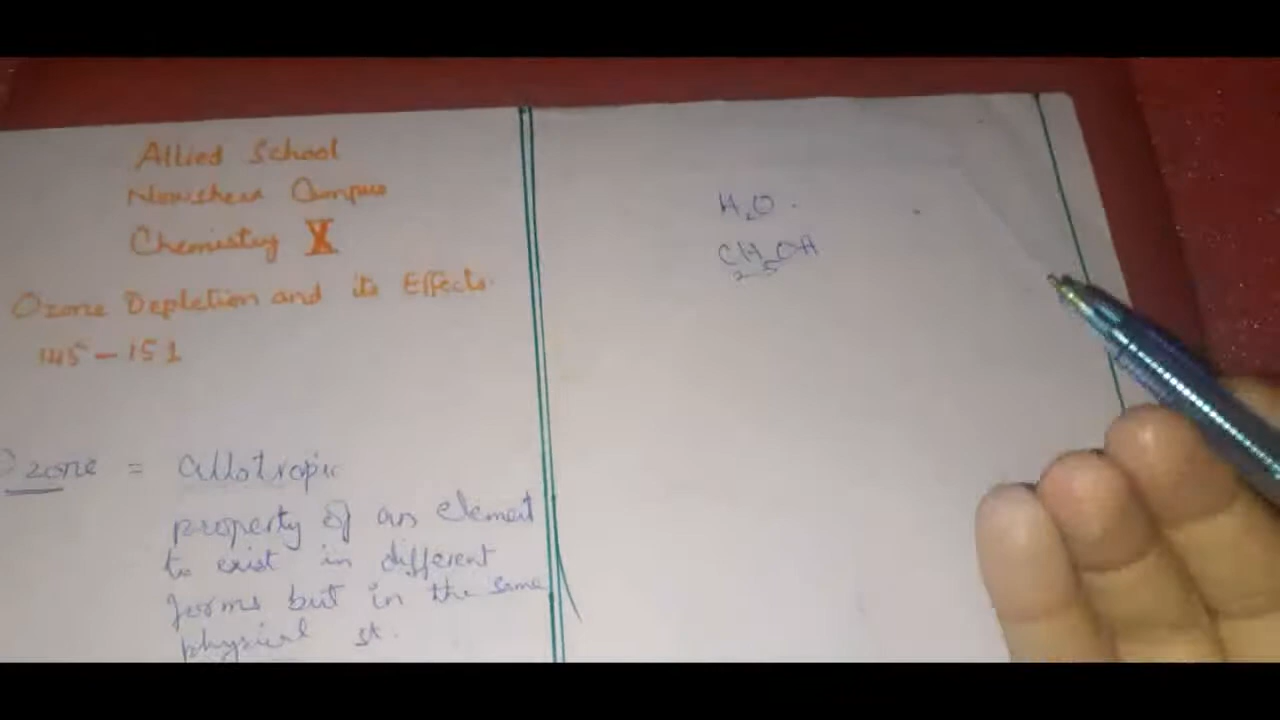 Allied School
Nowshera Campus
Chemistry X
Ozone Depletion and its Effects.
145 - 151
Ozone = allotropic
property of an element
to exist in different
forms but in the same
physical st.
H2O
C2H5OH